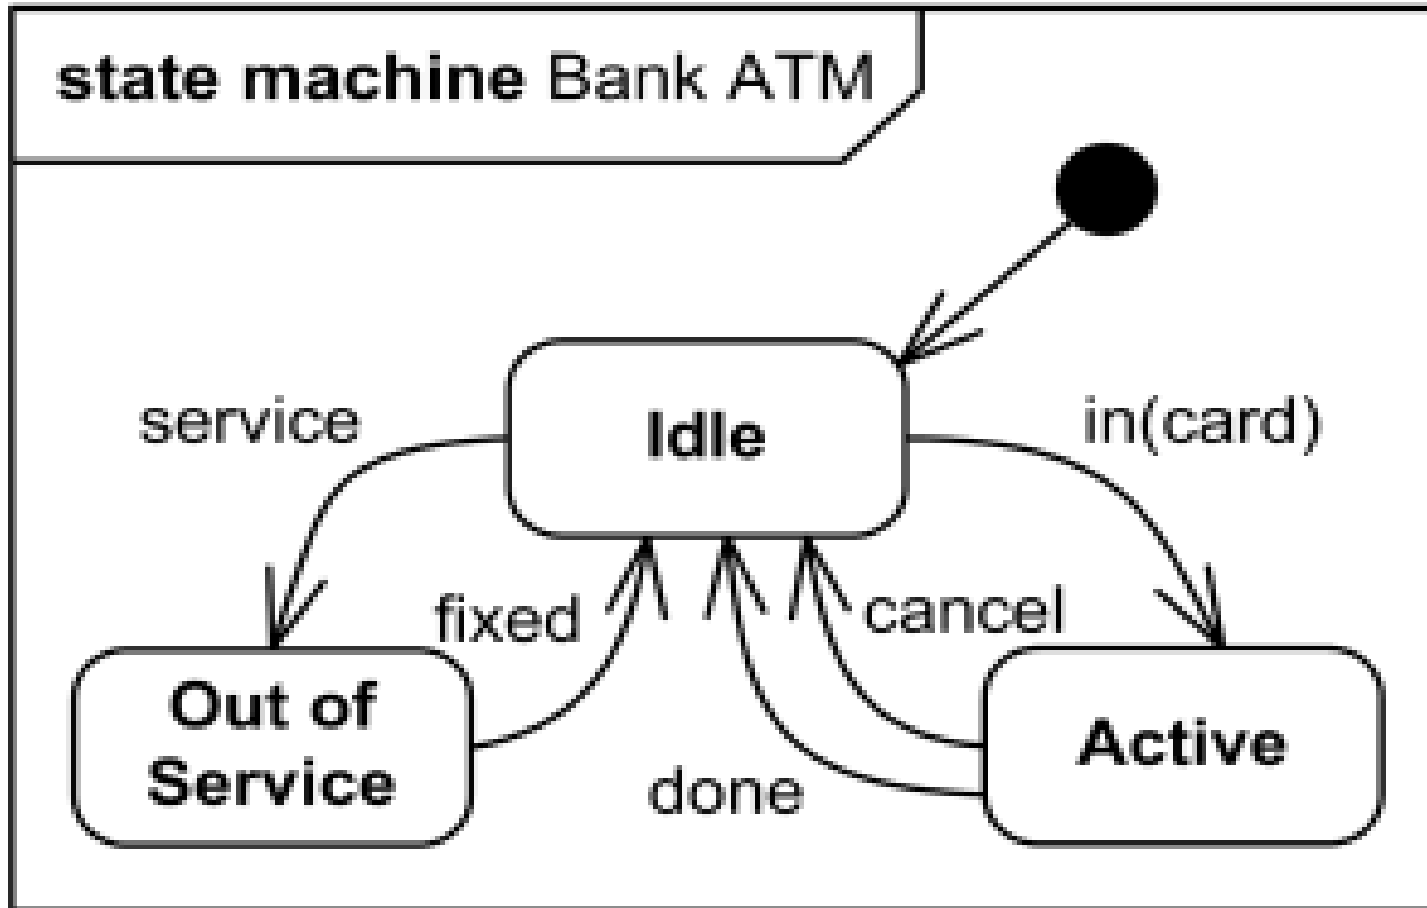 state machine Bank ATM
service
Idle
in(card)
fixed
cancel
Out of
Service
done
Active